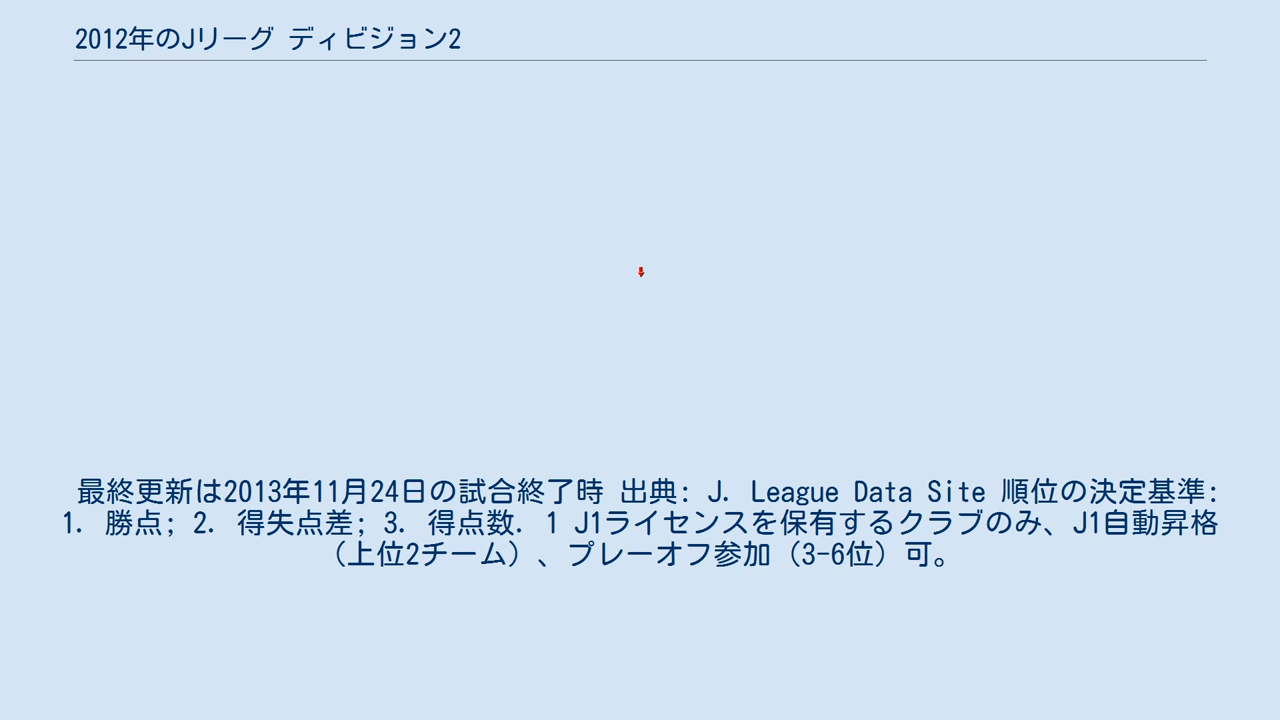 2012年のJリーグ ディビジョン2
最終更新は2013年11月24日の試合終了時 出典: J. League Data Site 順位の決定基準:
1. 勝点; 2. 得失点差; 3. 得点数. 1 J1ライセンスを保有するクラブのみ、J1自動昇格
（上位2チーム）、プレーオフ参加（3-6位）可。